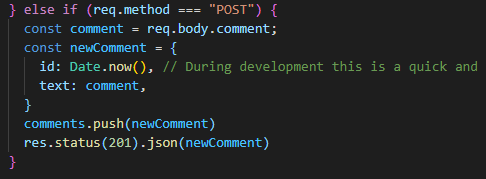 } else if (req.method === "POST") {
const comment = req.body.comment;
const newComment = {
id: Date.now(), // During development this is a quick and
text: comment,
}
comments.push(newComment)
res.status(201).json(newComment)
}